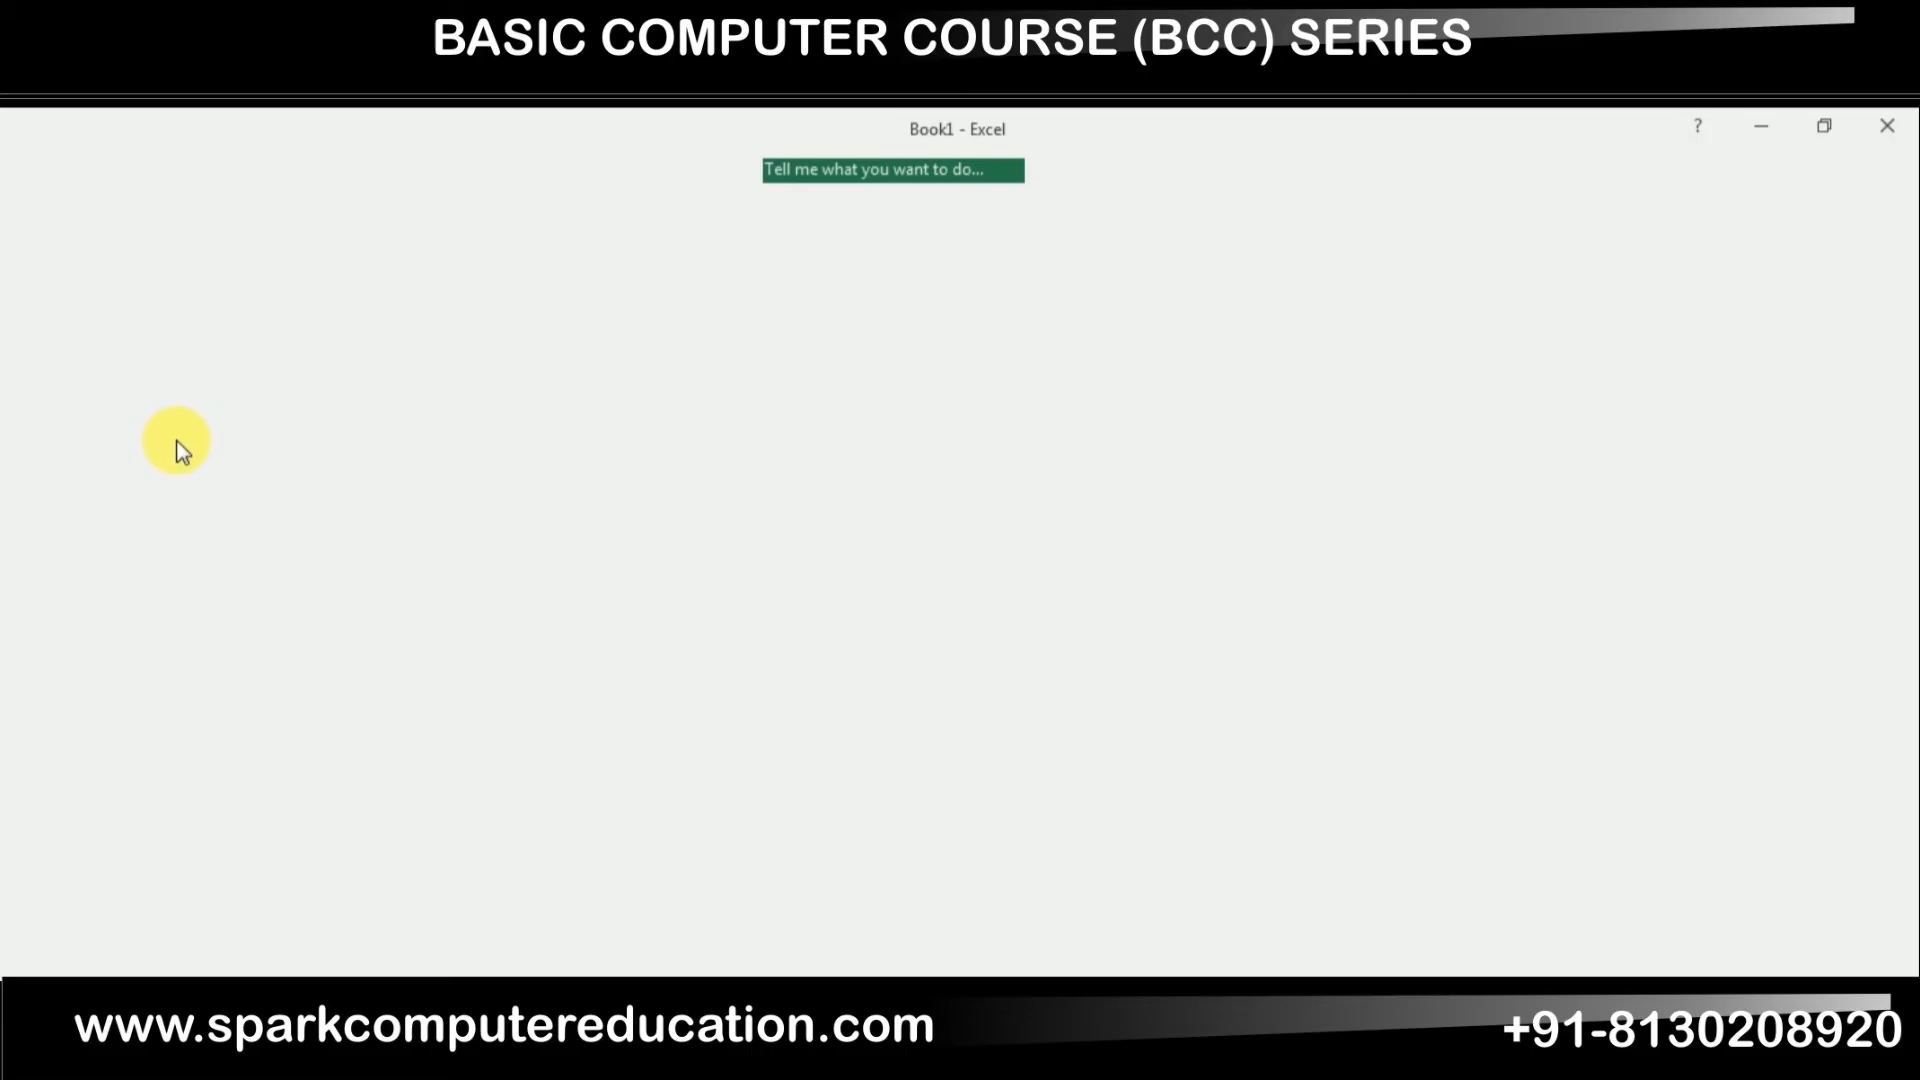 BASIC COMPUTER COURSE (BCC) SERIES
Book1 - Excel
?
Tell me what you want to do...
www.sparkcomputereducation.com
+91-8130208920